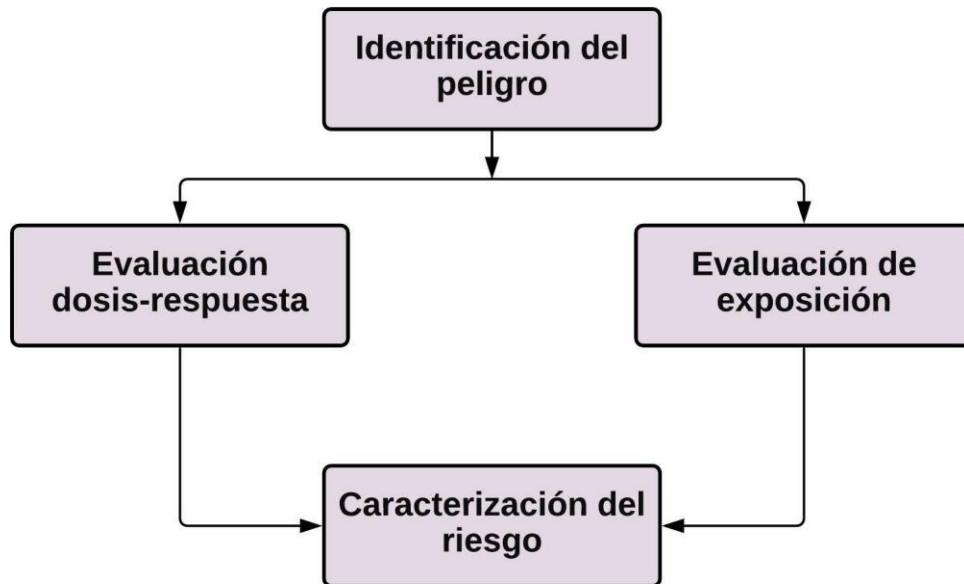 Identificación del
peligro
Evaluación
dosis-respuesta
Evaluación de
exposición
Caracterización del
riesgo